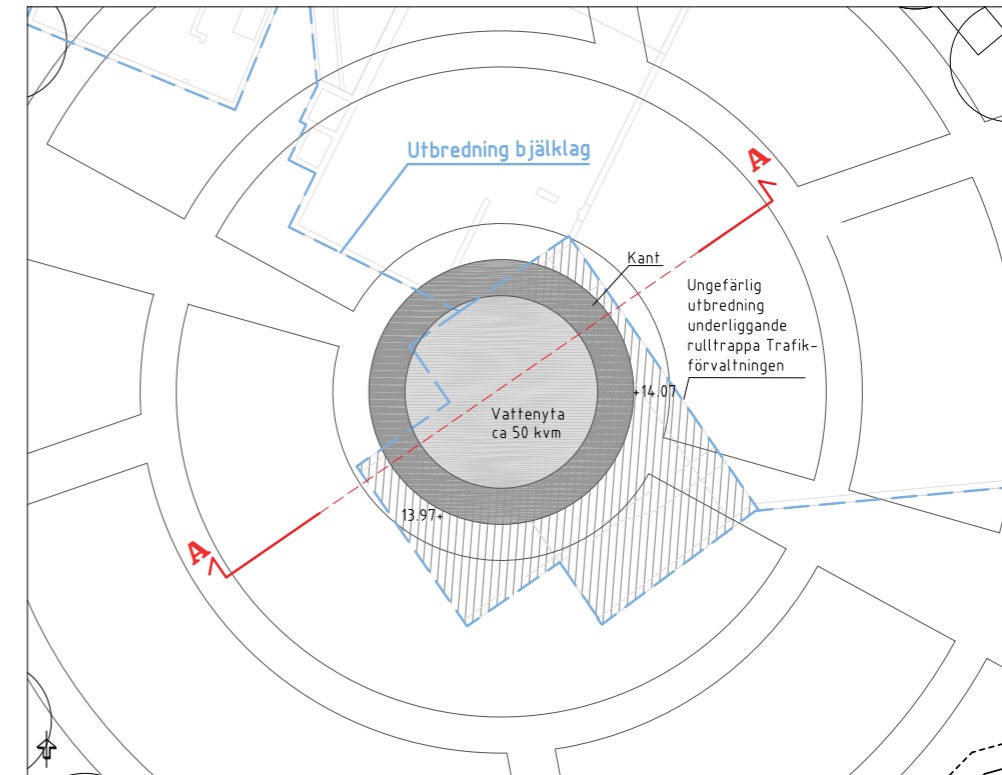 Utbredning bjälklag
A
Kant
Ungefärlig
utbredning
underliggande
rulltrappa Trafik-
förvaltningen
+14.07
Vattenyta
ca 50 kvm
13.97+
A